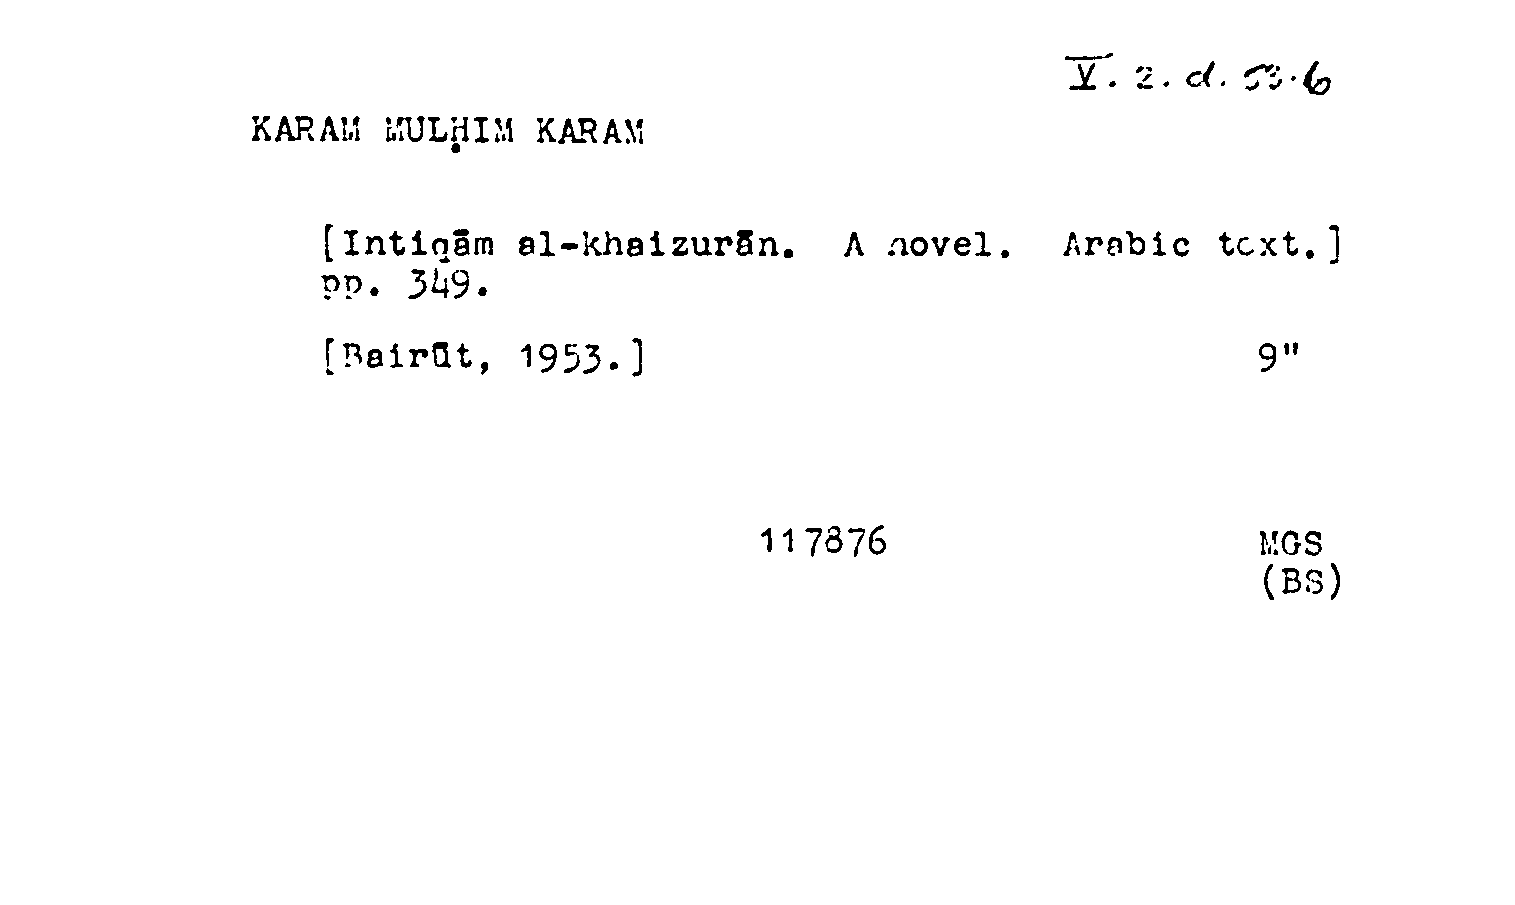 V. 2. d. 53.6
KARAM MULḤIM KARAM
[Intiqām al-khaizurān. A novel. Arabic text.]
pp. 349.
[Bairūt, 1953.] 9"
117876 MGS
(BS)